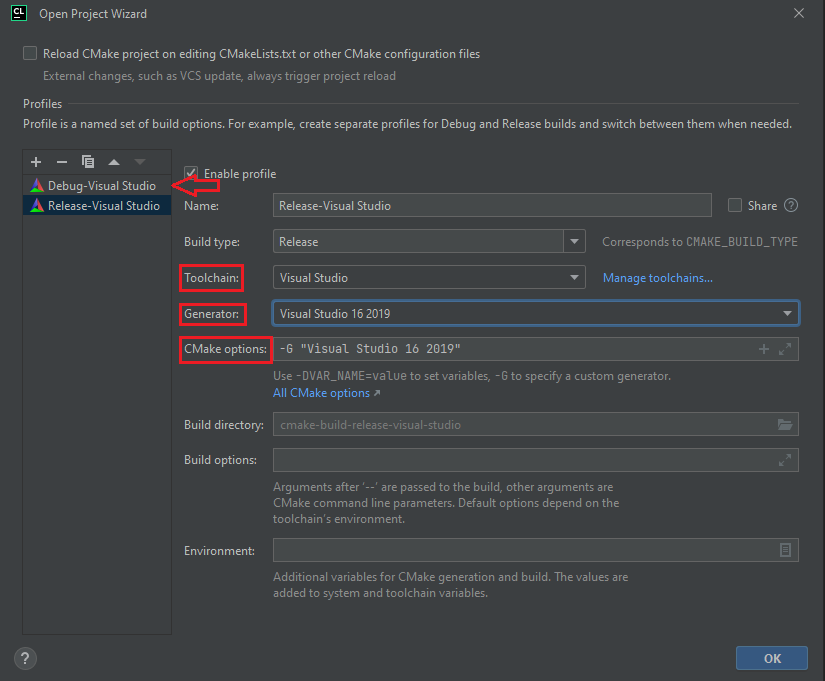 CL Open Project Wizard
Reload CMake project on editing CMakeLists.txt or other CMake configuration files
External changes, such as VCS update, always trigger project reload
Profiles
Profile is a named set of build options. For example, create separate profiles for Debug and Release builds and switch between them when needed.
Debug-Visual Studio
Release-Visual Studio
Enable profile
Name: Release-Visual Studio Share ?
Build type: Release Corresponds to CMAKE_BUILD_TYPE
Toolchain: Visual Studio Manage toolchains...
Generator: Visual Studio 16 2019
CMake options: -G "Visual Studio 16 2019"
Use -DVAR_NAME=value to set variables, -G to specify a custom generator.
All CMake options ↗
Build directory: cmake-build-release-visual-studio
Build options:
Arguments after '--' are passed to the build, other arguments are
CMake command line parameters. Default options depend on the
toolchain's environment.
Environment:
Additional variables for CMake generation and build. The values are
added to system and toolchain variables.
? OK